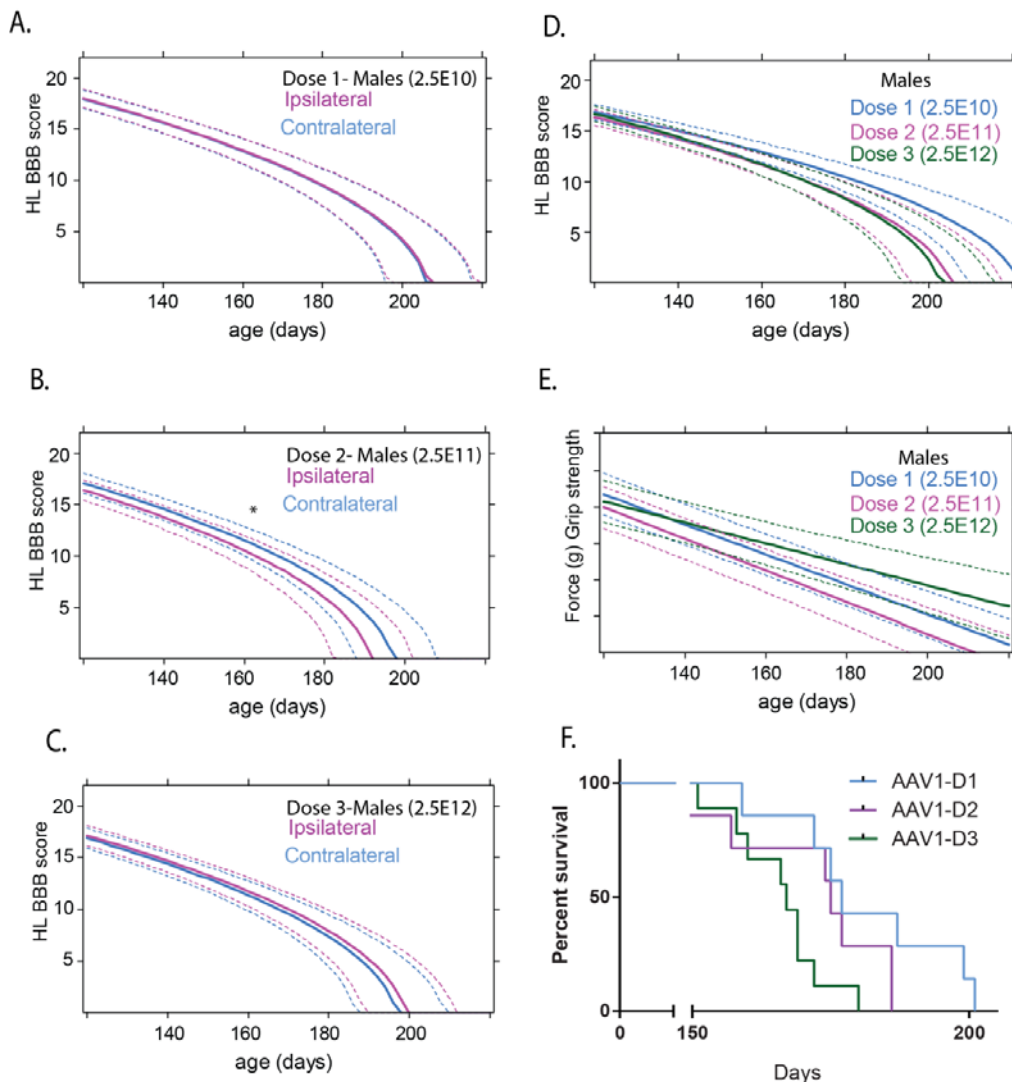 A.
Dose 1- Males (2.5E10)
Ipsilateral
Contralateral
HL BBB score
20
15
10
5
140 160 180 200
age (days)
B.
Dose 2- Males (2.5E11)
Ipsilateral
Contralateral
*
HL BBB score
20
15
10
5
140 160 180 200
age (days)
C.
Dose 3-Males (2.5E12)
Ipsilateral
Contralateral
HL BBB score
20
15
10
5
140 160 180 200
age (days)
D.
Males
Dose 1 (2.5E10)
Dose 2 (2.5E11)
Dose 3 (2.5E12)
HL BBB score
20
15
10
5
140 160 180 200 220
age (days)
E.
Males
Dose 1 (2.5E10)
Dose 2 (2.5E11)
Dose 3 (2.5E12)
Force (g) Grip strength
140 160 180 200 220
age (days)
F.
AAV1-D1
AAV1-D2
AAV1-D3
Percent survival
100
50
0
0 150 200
Days